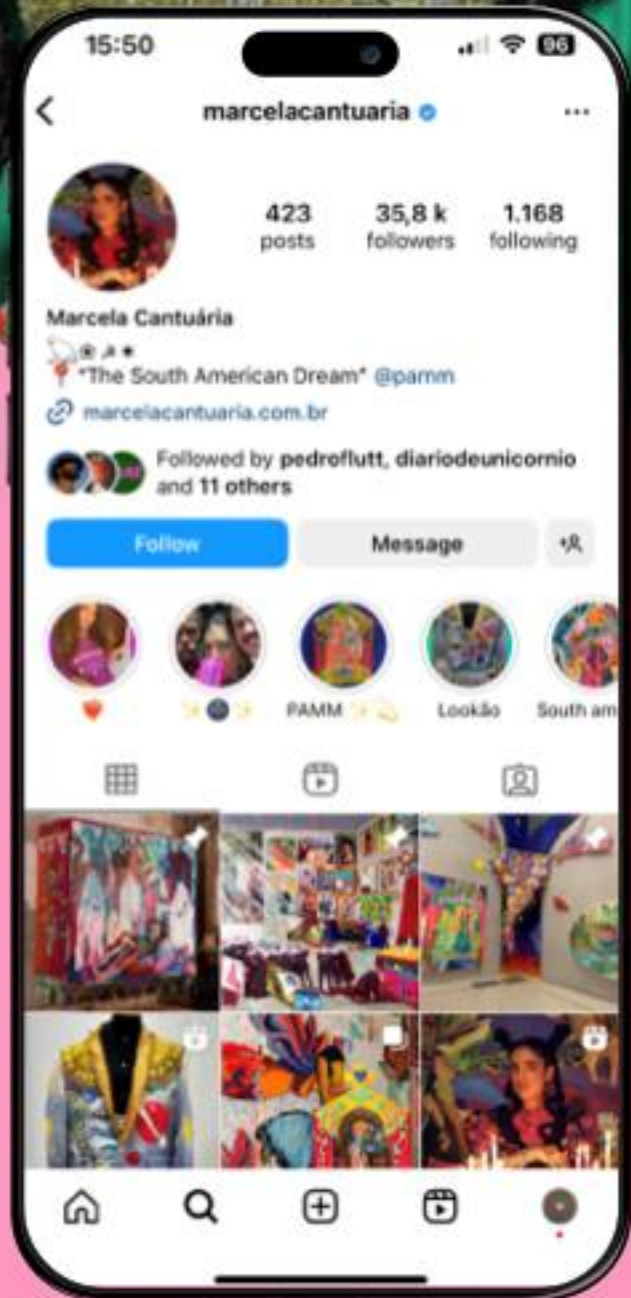 15:50
96
marcelacantuaria
423
posts
35,8 k
followers
1.168
following
Marcela Cantuária
"The South American Dream" @pamm
marcelacantuaria.com.br
Followed by pedroflutt, diariodeunicornio
and 11 others
Follow
Message
PAMM
Lookão
South am